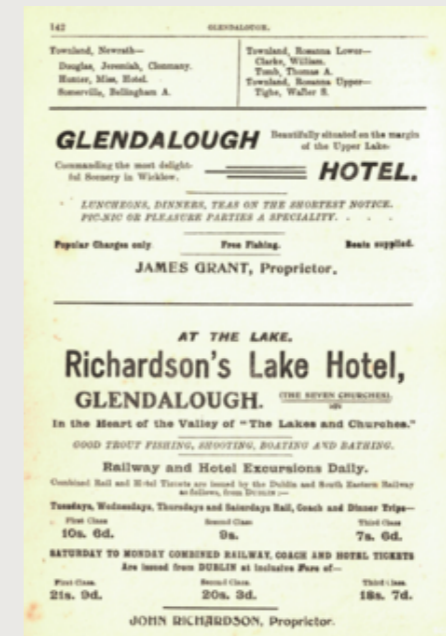 142 GLENDALOUGH.
Townland, Newrath—
Douglas, Jeremiah, Clonmany.
Hunter, Miss, Hotel.
Somerville, Bellingham A.
Townland, Rosanna Lower—
Clarke, William.
Tomb, Thomas A.
Townland, Rosanna Upper—
Tighe, Walter S.
GLENDALOUGH
Beautifully situated on the margin
of the Upper Lake.
Commanding the most delight-
ful Scenery in Wicklow.
HOTEL.
LUNCHEONS, DINNERS, TEAS ON THE SHORTEST NOTICE.
PIC-NIC OR PLEASURE PARTIES A SPECIALITY. . . .
Popular Charges only Free Fishing. Boats supplied.
JAMES GRANT, Proprietor.
AT THE LAKE.
Richardson's Lake Hotel,
GLENDALOUGH. (THE SEVEN CHURCHES),
In the Heart of the Valley of "The Lakes and Churches."
GOOD TROUT FISHING, SHOOTING, BOATING AND BATHING.
Railway and Hotel Excursions Daily.
Combined Rail and Hotel Tickets are issued by the Dublin and South Eastern Railway
as follows, from DUBLIN :—
Tuesdays, Wednesdays, Thursdays and Saturdays Rail, Coach and Dinner Trips—
First Class Second Class Third Class
10s. 6d. 9s. 7s. 6d.
SATURDAY TO MONDAY COMBINED RAILWAY, COACH AND HOTEL TICKETS
Are issued from DUBLIN at inclusive Fare of—
First Class. Second Class. Third Class.
21s. 9d. 20s. 3d. 18s. 7d.
JOHN RICHARDSON, Proprietor.